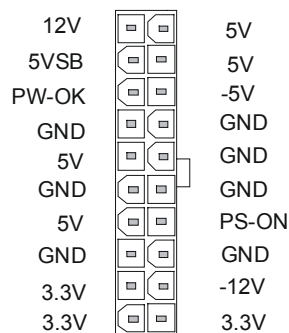 12V 5V
5VSB 5V
PW-OK -5V
GND GND
5V GND
GND GND
5V PS-ON
GND GND
3.3V -12V
3.3V 3.3V